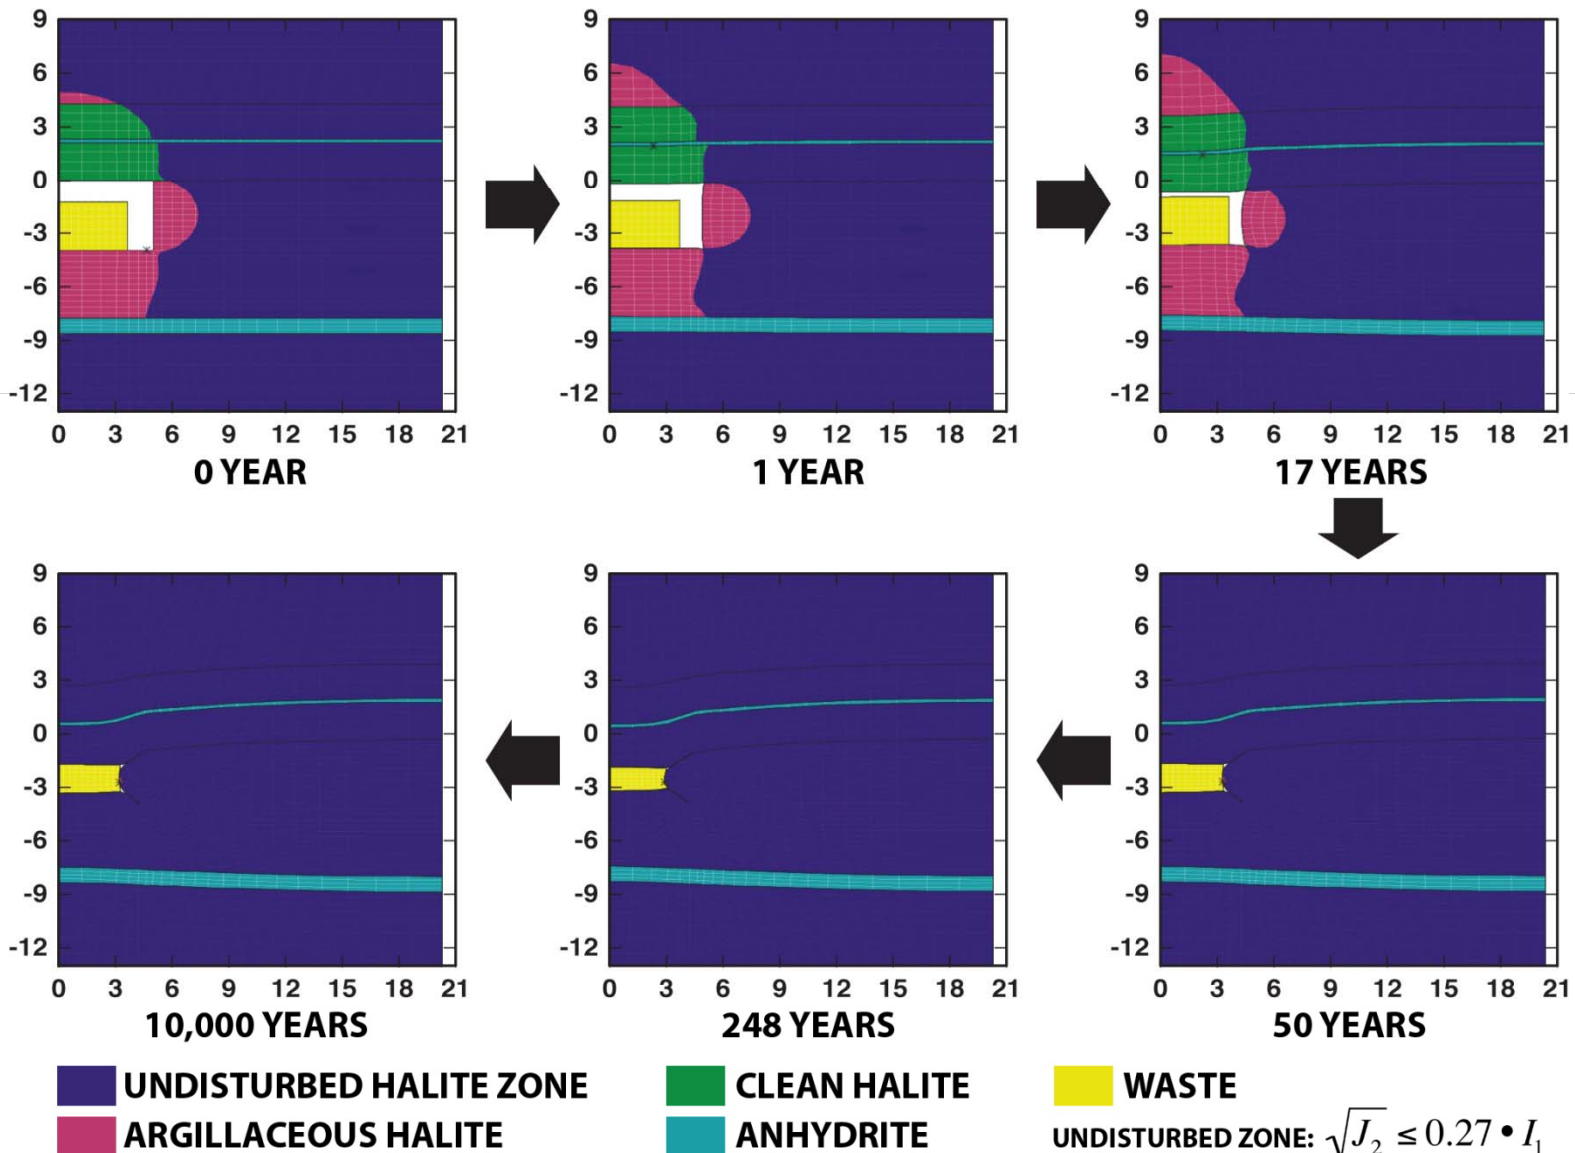 9
6
3
0
-3
-6
-9
-12
0 3 6 9 12 15 18 21
0 YEAR
9
6
3
0
-3
-6
-9
-12
0 3 6 9 12 15 18 21
1 YEAR
9
6
3
0
-3
-6
-9
-12
0 3 6 9 12 15 18 21
17 YEARS
9
6
3
0
-3
-6
-9
-12
0 3 6 9 12 15 18 21
10,000 YEARS
9
6
3
0
-3
-6
-9
-12
0 3 6 9 12 15 18 21
248 YEARS
9
6
3
0
-3
-6
-9
-12
0 3 6 9 12 15 18 21
50 YEARS
UNDISTURBED HALITE ZONE
CLEAN HALITE
WASTE
ARGILLACEOUS HALITE
ANHYDRITE
UNDISTURBED ZONE: √J₂ ≤ 0.27 • I₁